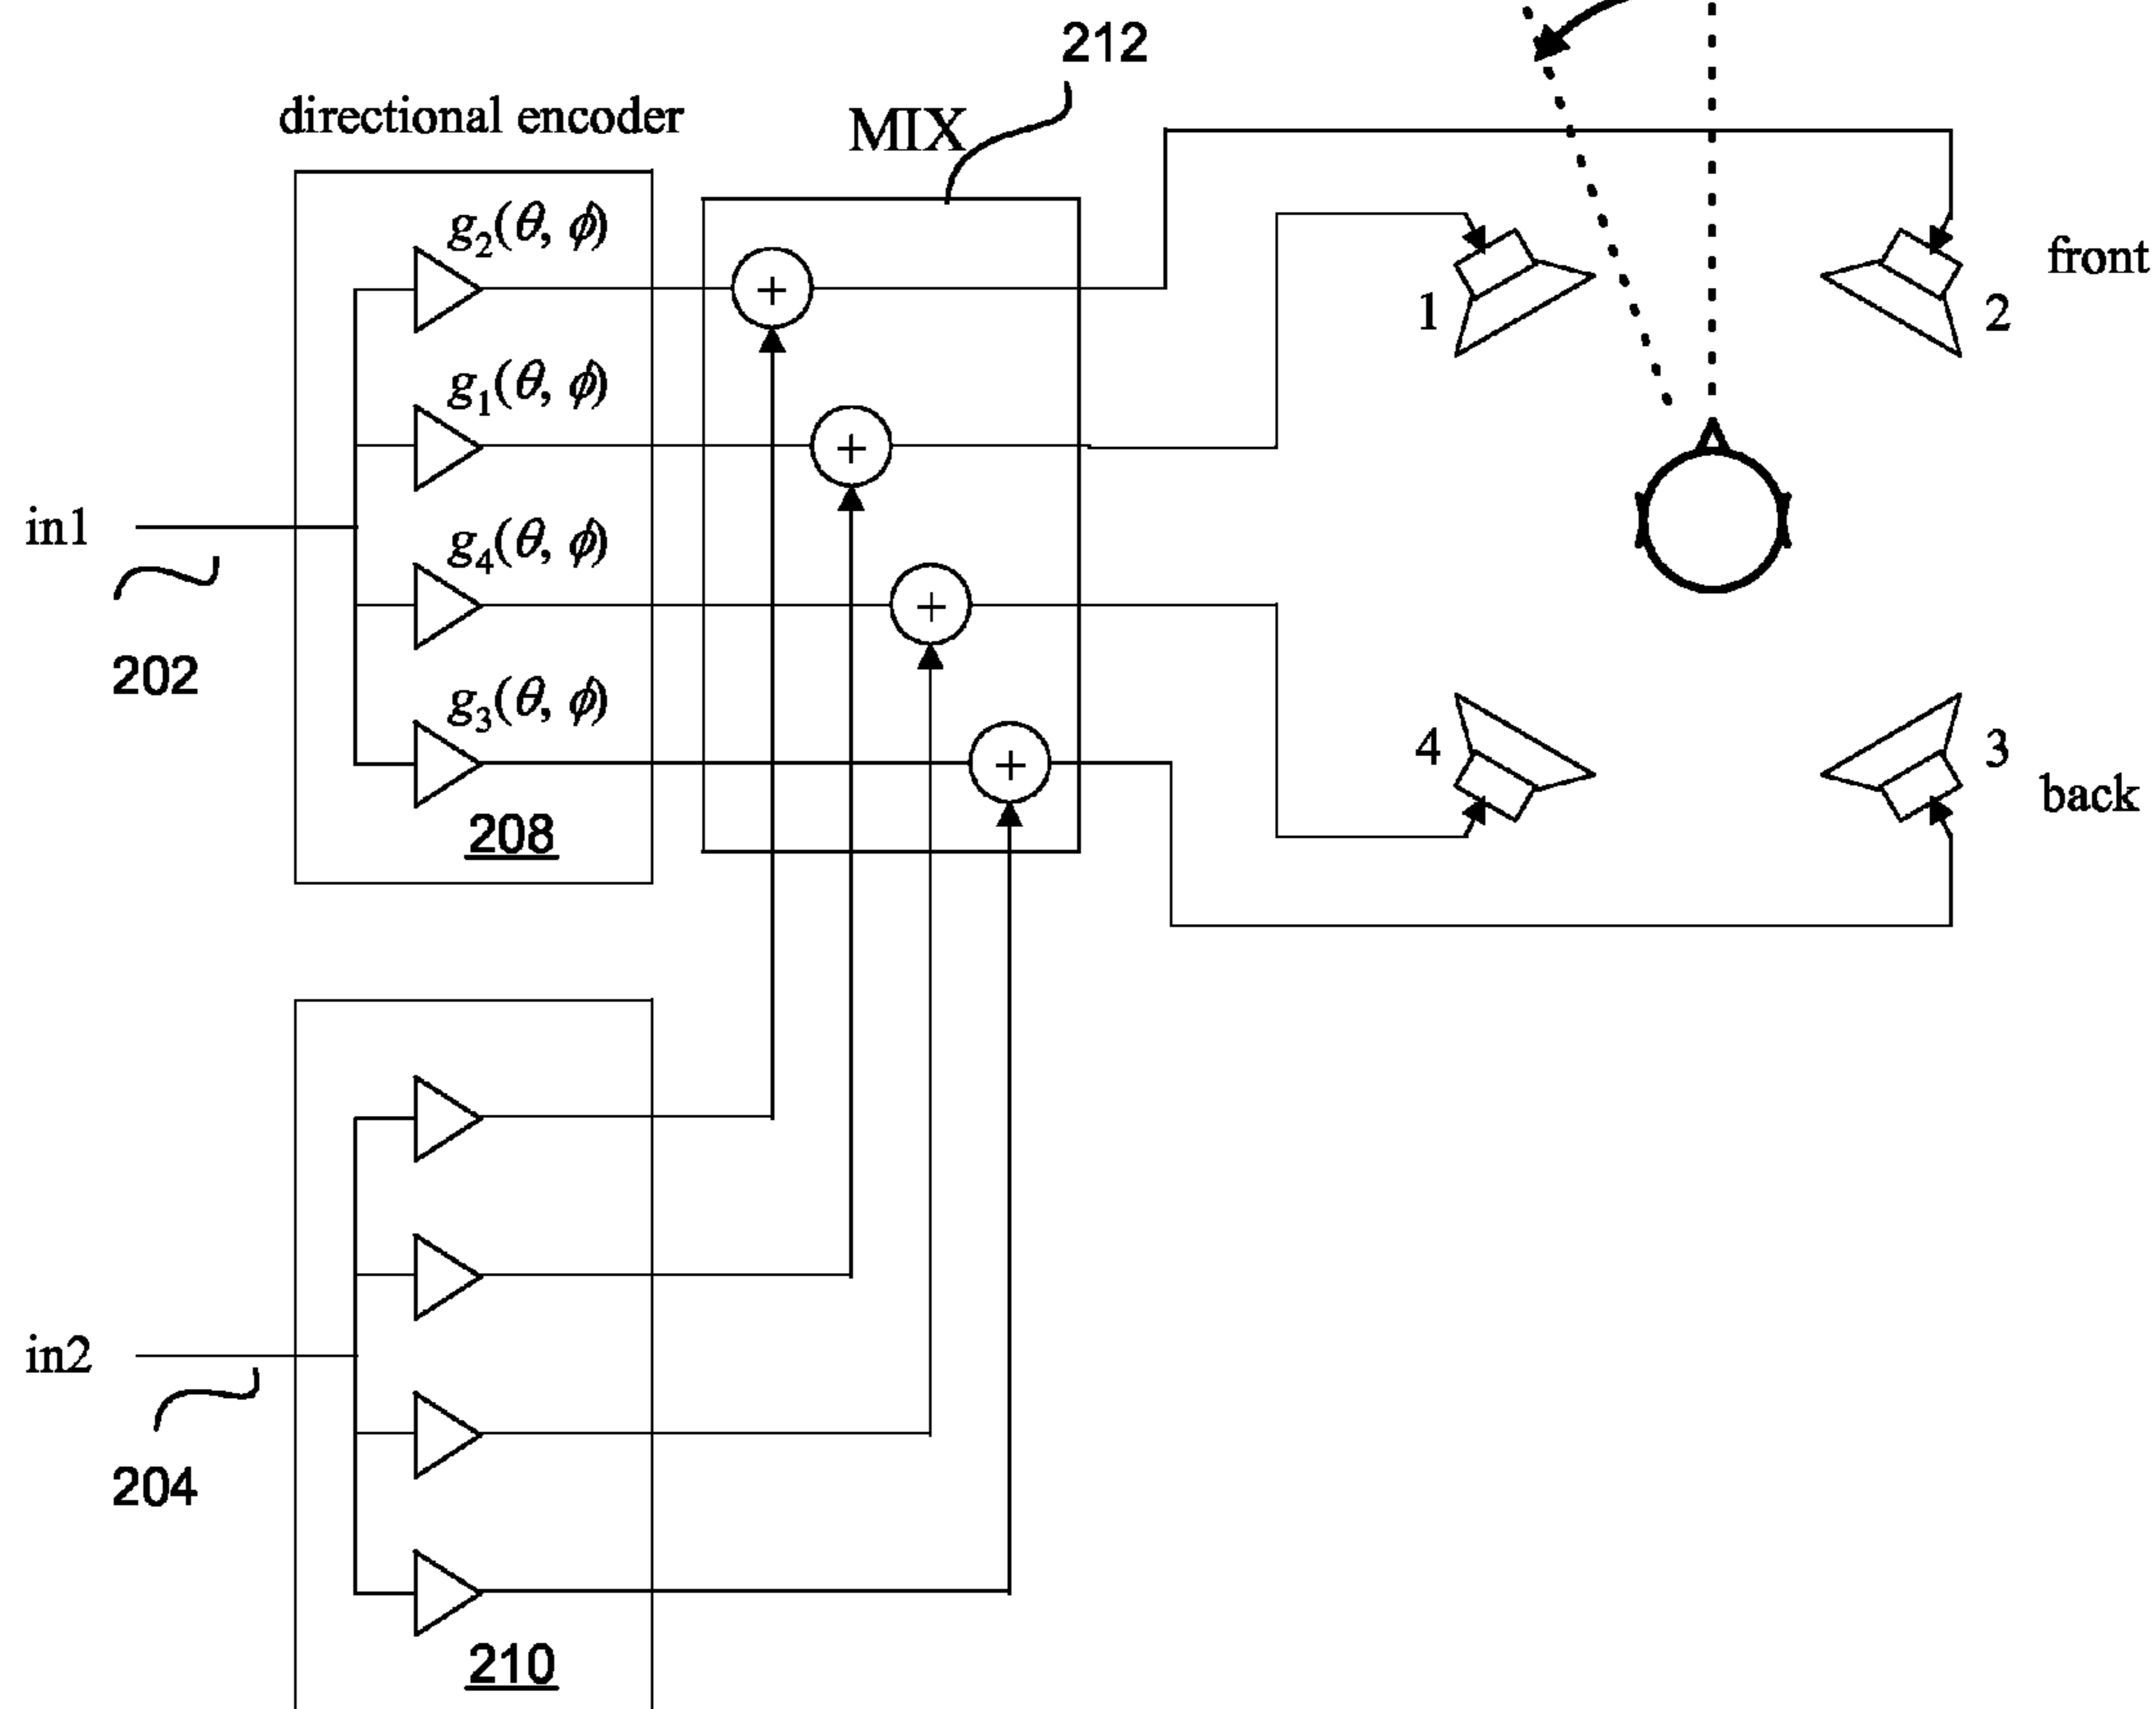 212
directional encoder
MIX
g₂(θ, ϕ)
front
1
2
g₁(θ, ϕ)
in1
g₄(θ, ϕ)
202
g₃(θ, ϕ)
4
3
back
208
in2
204
210
+
+
+
+